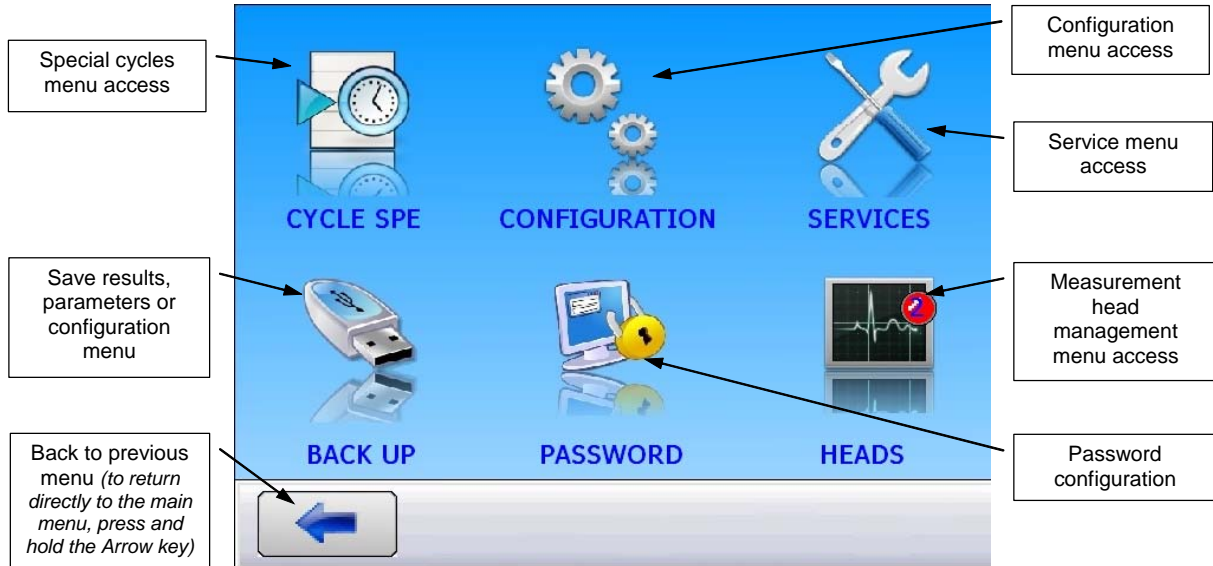 Special cycles
menu access
Configuration
menu access
Service menu
access
CYCLE SPE
CONFIGURATION
SERVICES
Save results,
parameters or
configuration
menu
2
Measurement
head
management
menu access
BACK UP
PASSWORD
HEADS
Back to previous
menu (to return
directly to the main
menu, press and
hold the Arrow key)
Password
configuration